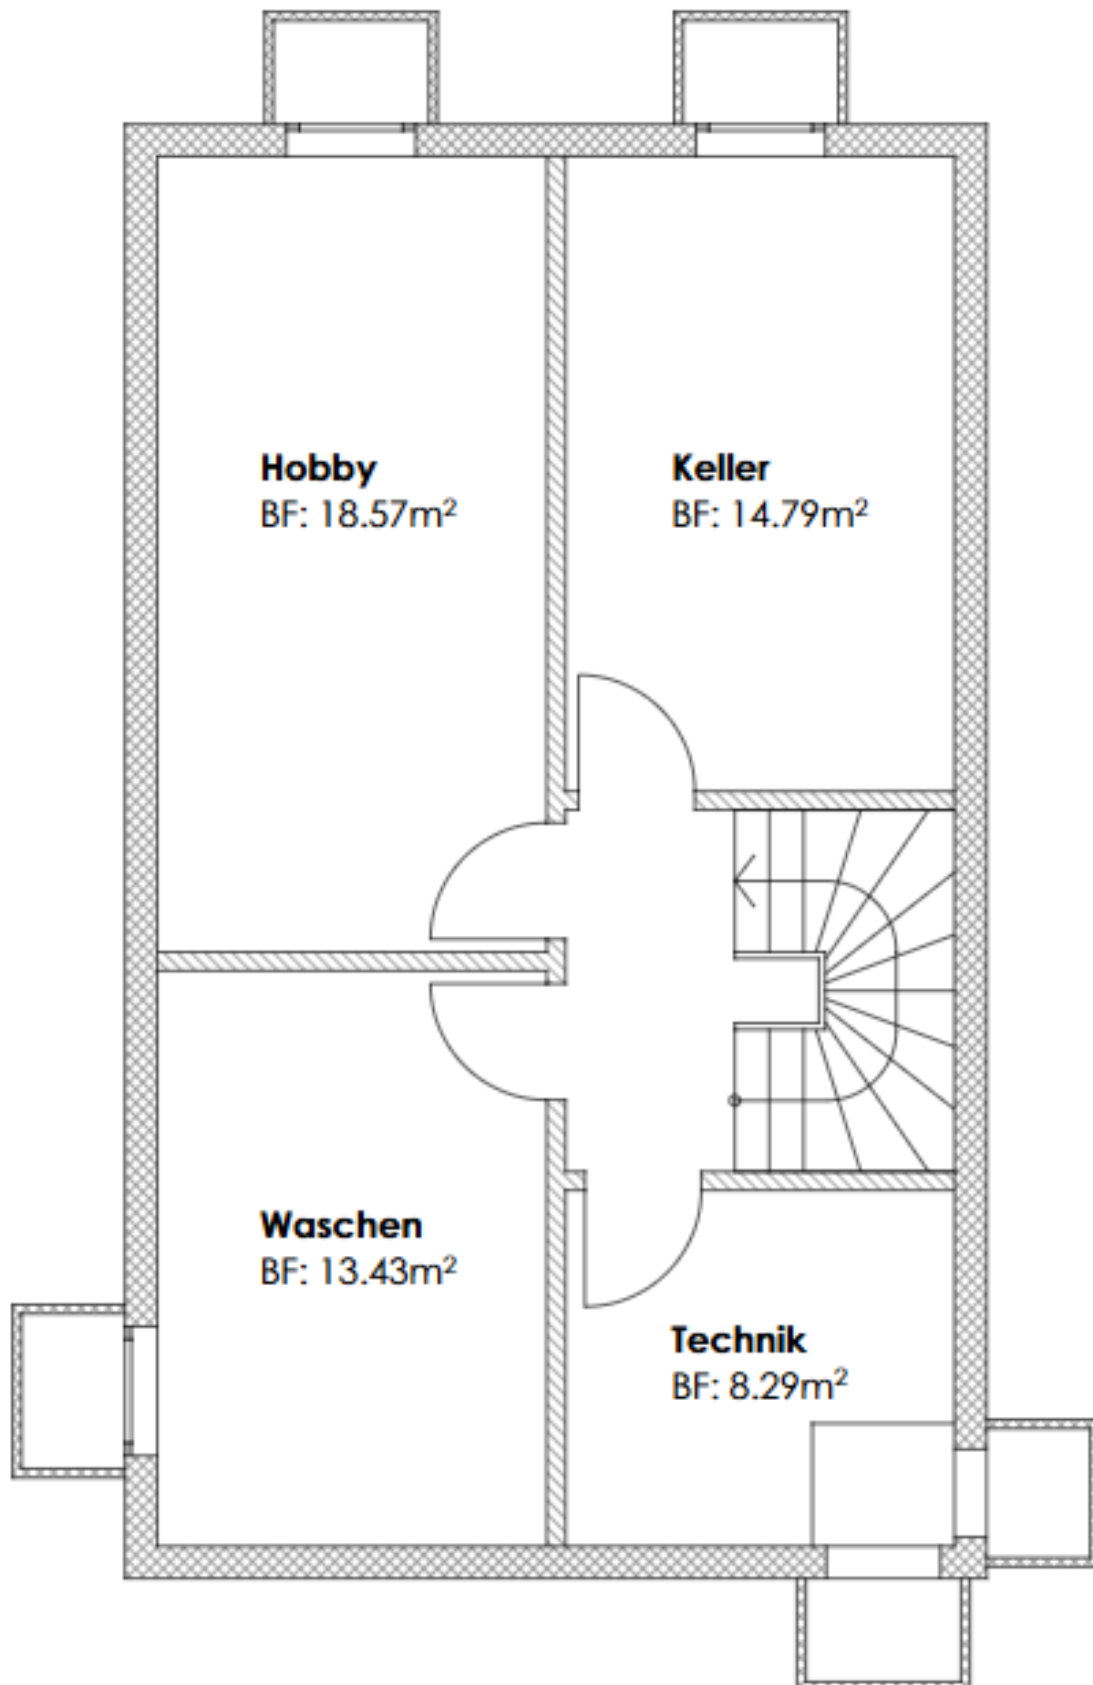 Hobby
BF: 18.57m²
Keller
BF: 14.79m²
Waschen
BF: 13.43m²
Technik
BF: 8.29m²